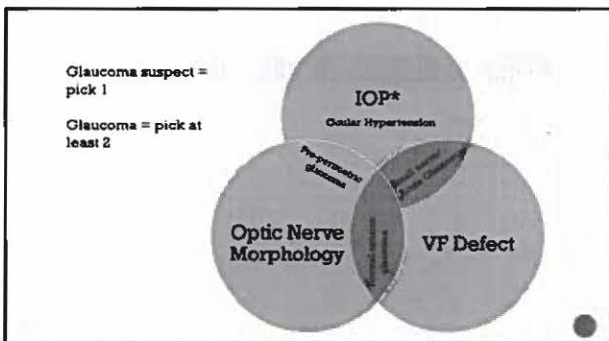 Glaucoma suspect =
pick 1
Glaucoma = pick at
least 2
IOP*
Ocular Hypertension
Pre-perimetric
glaucoma
Optic Nerve
Morphology
glaucoma
VF Defect